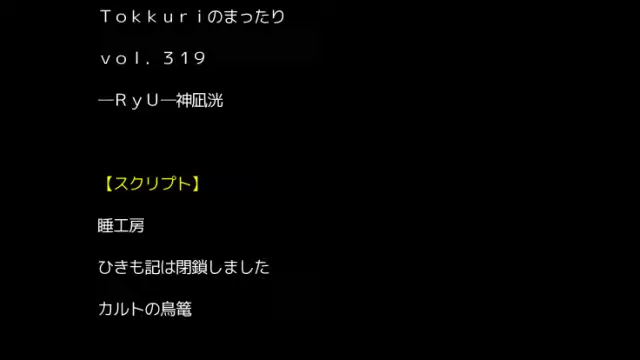 Ｔｏｋｋｕｒｉのまったり
ｖｏｌ．３１９
―ＲｙＵ―神凪洸
【スクリプト】
睡工房
ひきも記は閉鎖しました
カルトの鳥篭